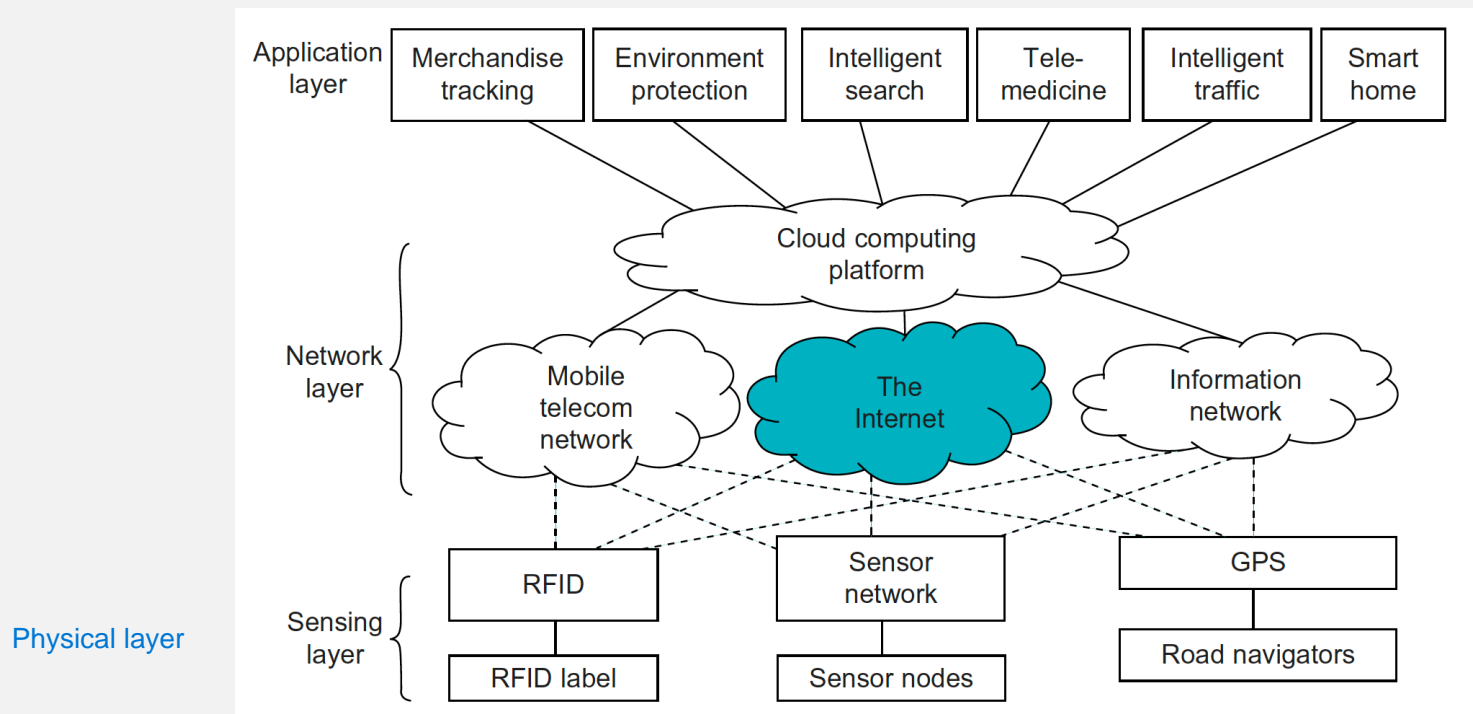 Application
layer
Merchandise
tracking
Environment
protection
Intelligent
search
Tele-
medicine
Intelligent
traffic
Smart
home
Cloud computing
platform
Network
layer
Mobile
telecom
network
The
Internet
Information
network
RFID
Sensor
network
GPS
Sensing
layer
Physical layer
RFID label
Sensor nodes
Road navigators